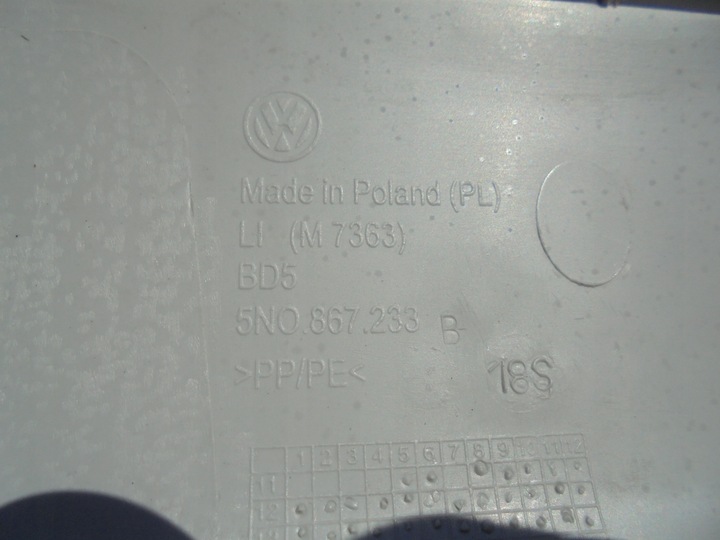 VW
Made in Poland (PL)
LI (M 7363)
BD5
5N0.867.233 B
>PP/PE< 18S
1 2 3 4 5 6 7 8 9 10 11 12
11
12